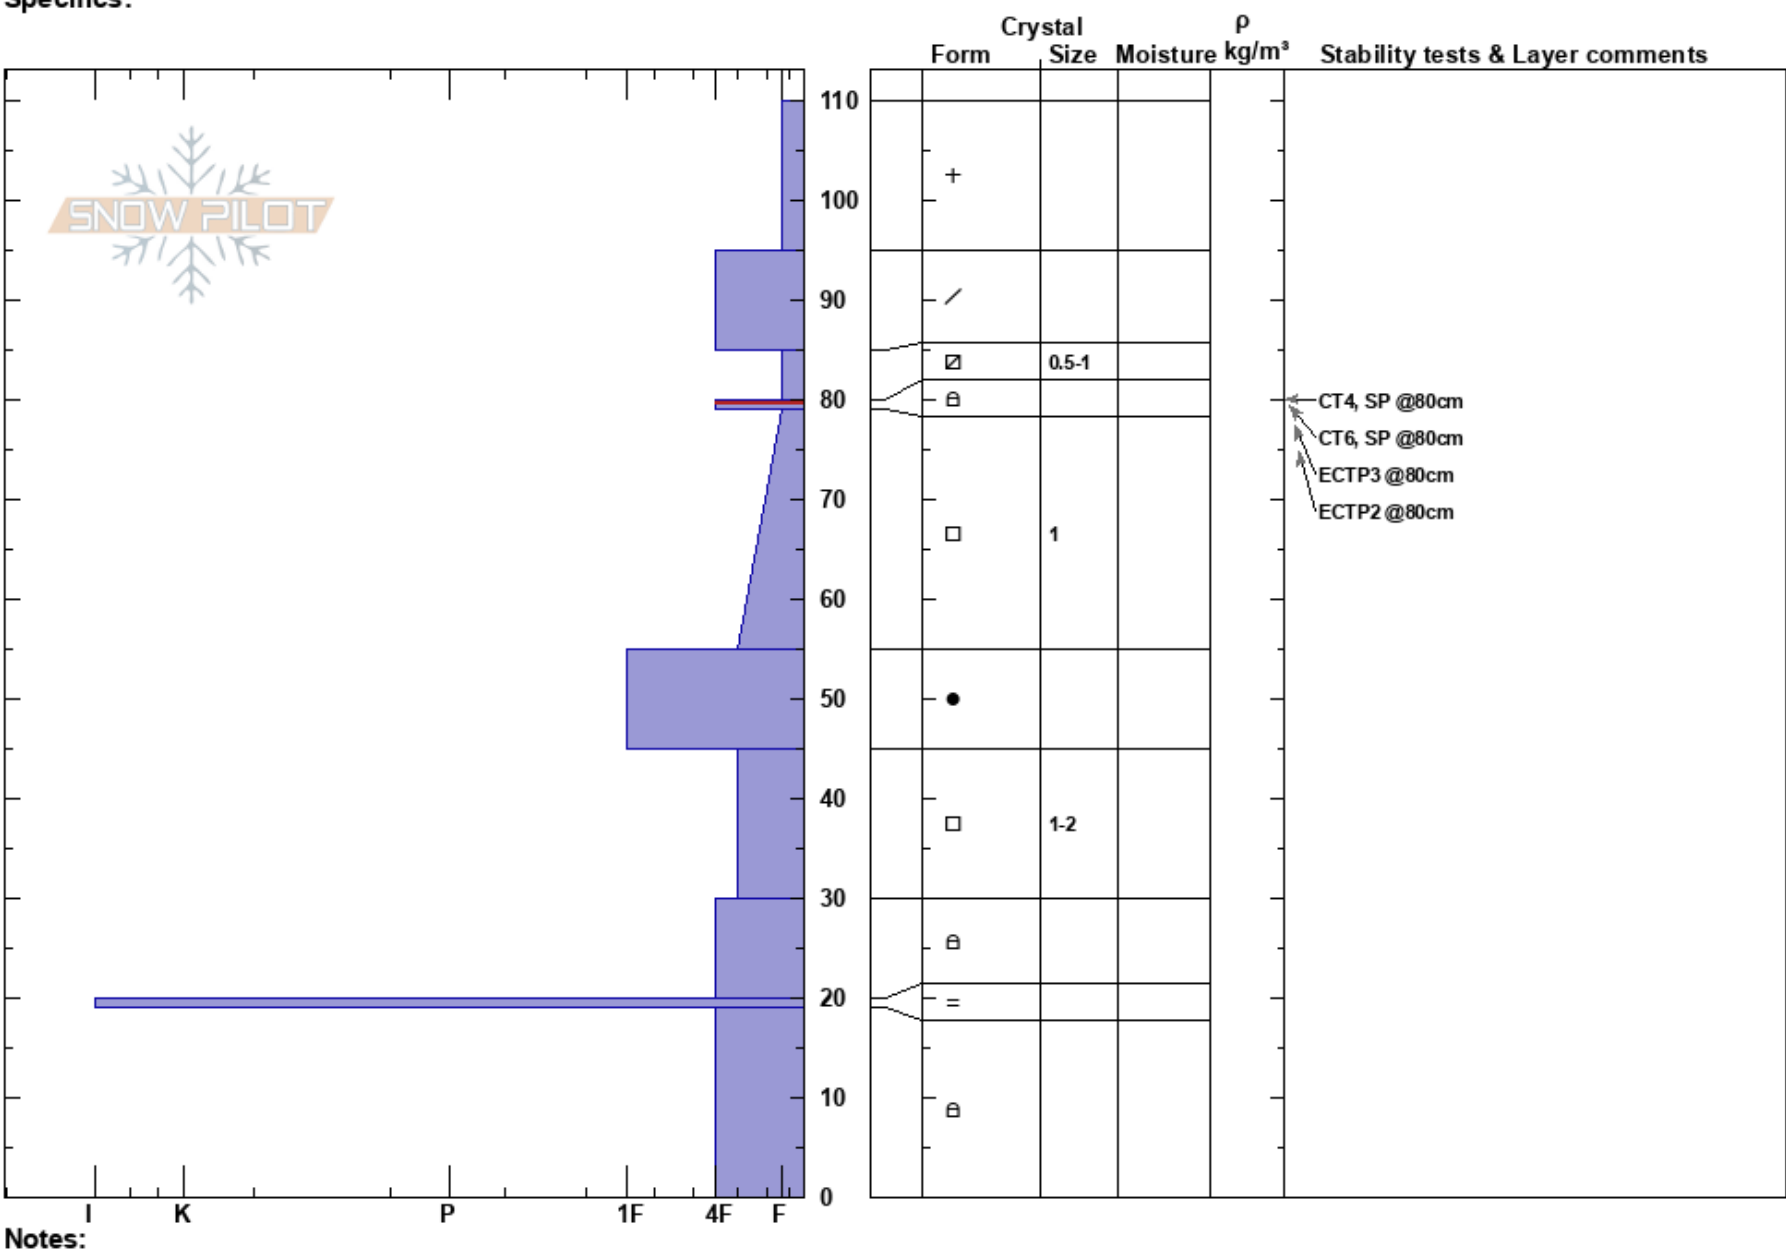 Specifics:
Crystal
ρ
Form Size Moisture kg/m³ Stability tests & Layer comments
SNOW PILOT
110
+
100
90
/
0.5-1
80
CT4, SP @80cm
CT6, SP @80cm
70
ECTP3 @80cm
ECTP2 @80cm
1
60
50
40
1-2
30
20
=
10
0
I K P 1F 4F F
Notes: